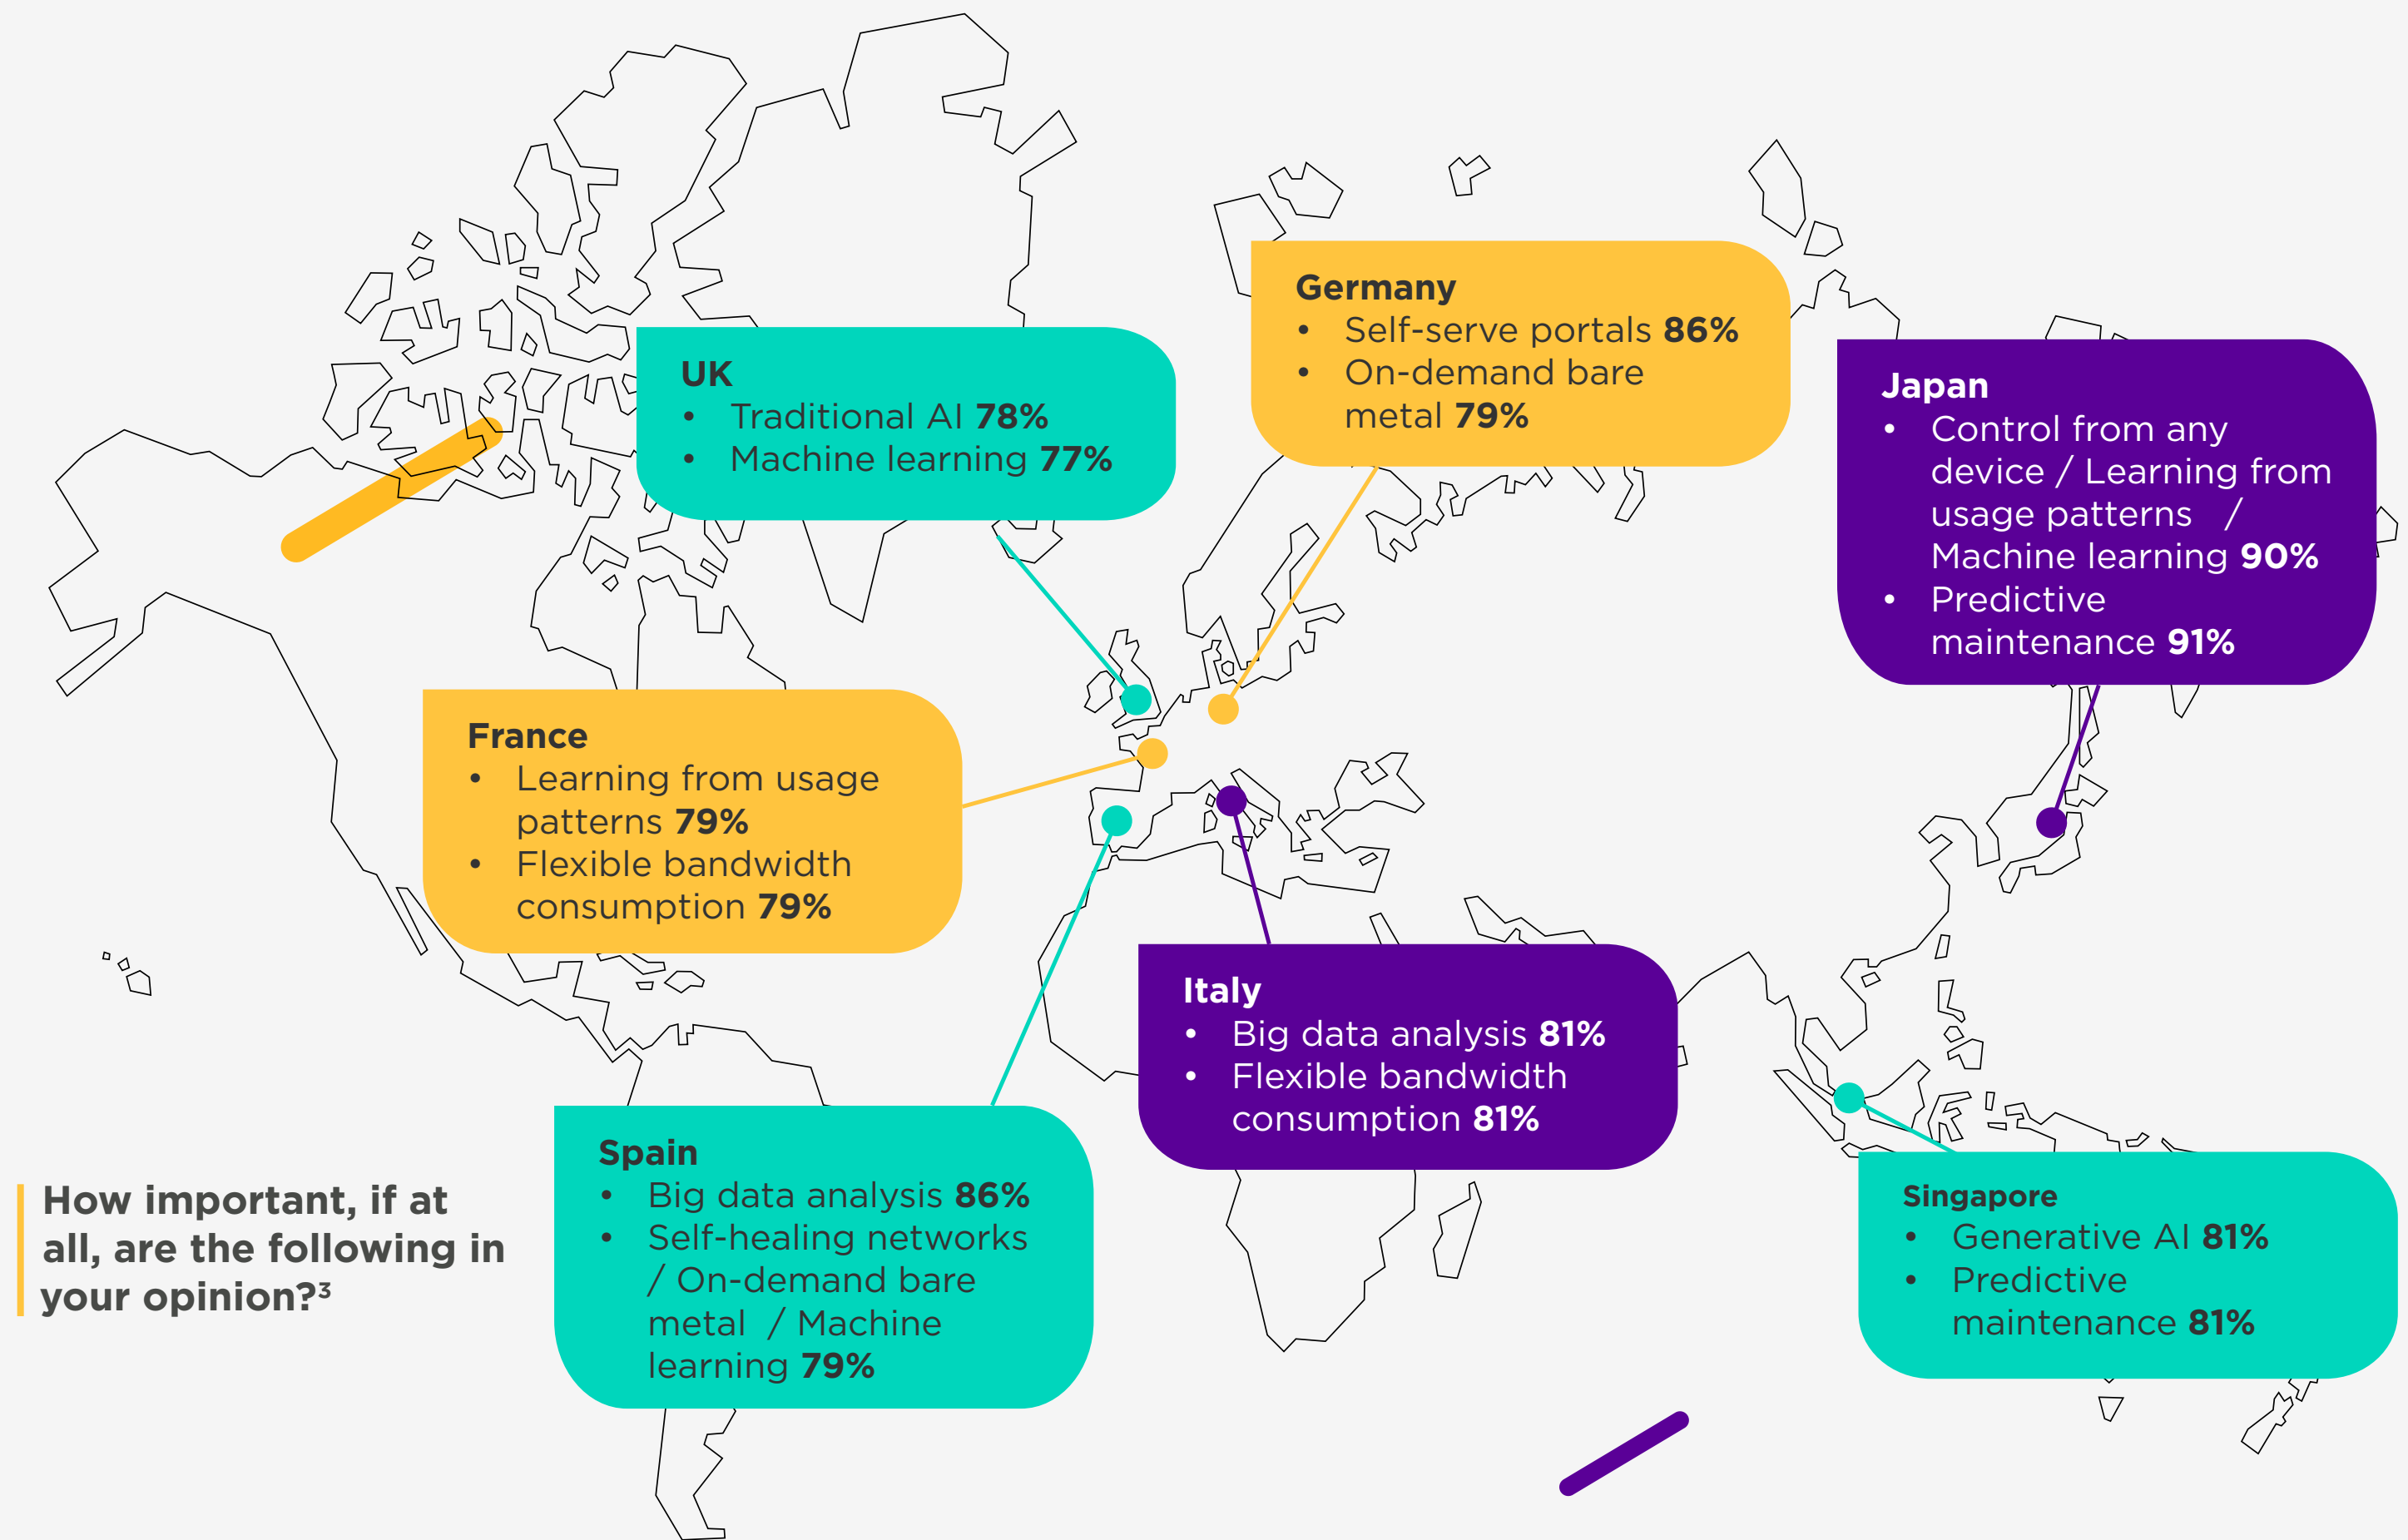 Germany
• Self-serve portals 86%
• On-demand bare
metal 79%
UK
• Traditional AI 78%
• Machine learning 77%
Japan
• Control from any
device / Learning from
usage patterns /
Machine learning 90%
• Predictive
maintenance 91%
France
• Learning from usage
patterns 79%
• Flexible bandwidth
consumption 79%
Italy
• Big data analysis 81%
• Flexible bandwidth
consumption 81%
Spain
• Big data analysis 86%
• Self-healing networks
/ On-demand bare
metal / Machine
learning 79%
Singapore
• Generative AI 81%
• Predictive
maintenance 81%
How important, if at
all, are the following in
your opinion?³